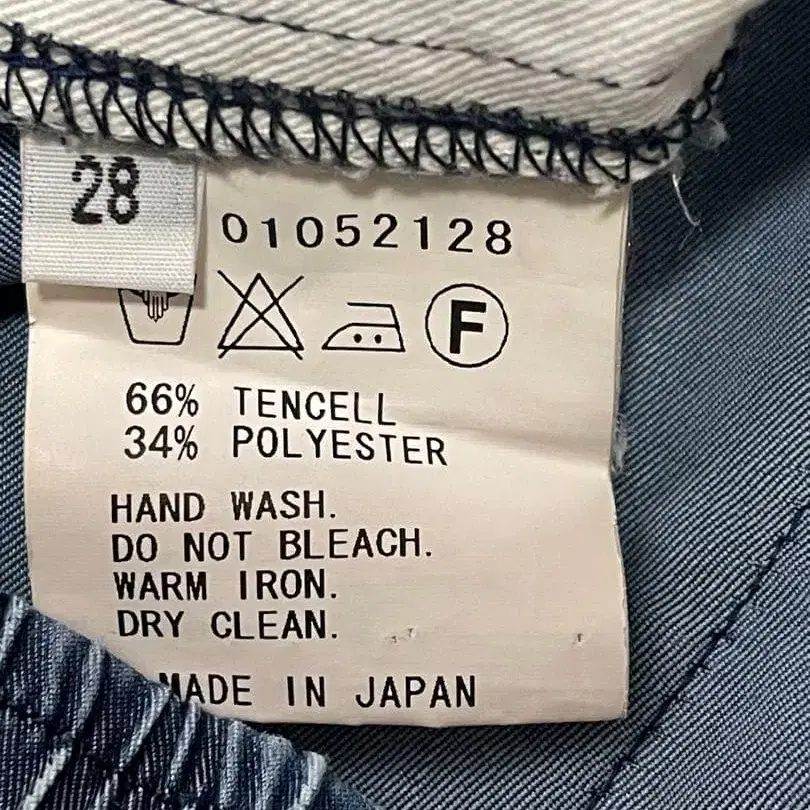 28
01052128
F
66% TENCELL
34% POLYESTER
HAND WASH.
DO NOT BLEACH.
WARM IRON.
DRY CLEAN.
MADE IN JAPAN